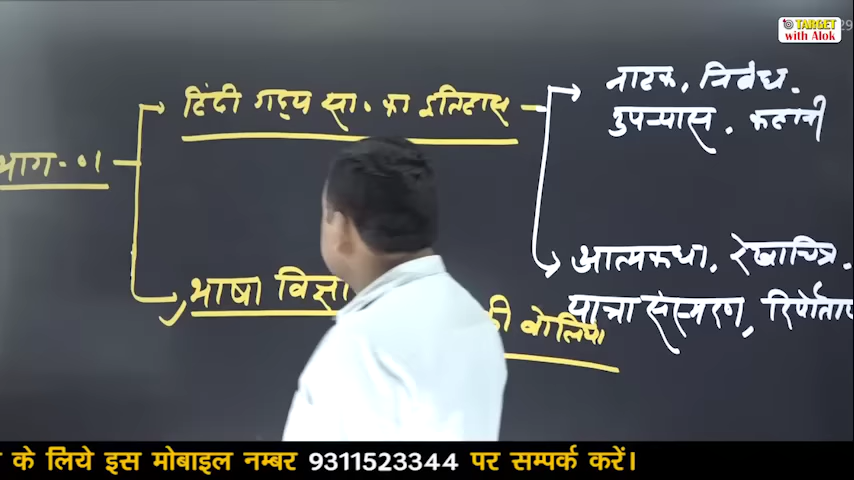 TARGET
with Alok
भाग-०१
हिंदी गद्य सा. का इतिहास
नाटक, निबंध.
उपन्यास. कहानी
आत्मकथा, रेखाचित्र.
यात्रा संस्मरण, रिपोर्ताज
भाषा विज्ञा
की बोलियां
के लिये इस मोबाइल नम्बर 9311523344 पर सम्पर्क करें।